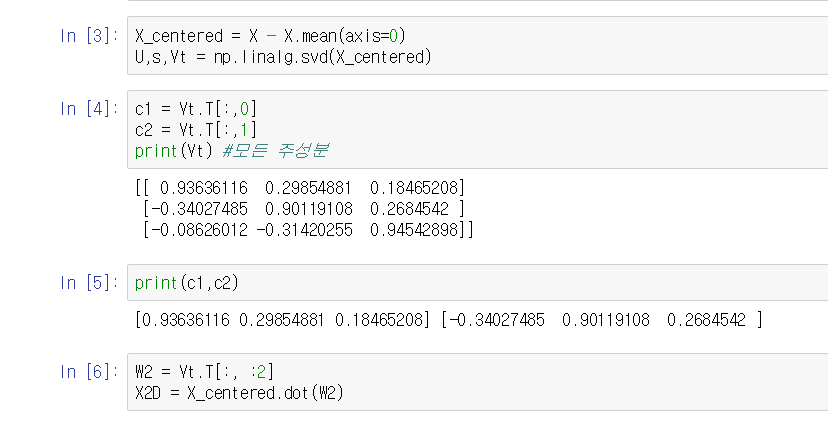 In [3]: X_centered = X - X.mean(axis=0)
U,s,Vt = np.linalg.svd(X_centered)
In [4]: c1 = Vt.T[:,0]
c2 = Vt.T[:,1]
print(Vt) #모든 주성분
[[ 0.93636116  0.29854881  0.18465208]
 [-0.34027485  0.90119108  0.2684542 ]
 [-0.08626012 -0.31420255  0.94542898]]
In [5]: print(c1,c2)
[0.93636116 0.29854881 0.18465208] [-0.34027485  0.90119108  0.2684542 ]
In [6]: W2 = Vt.T[:, :2]
X2D = X_centered.dot(W2)